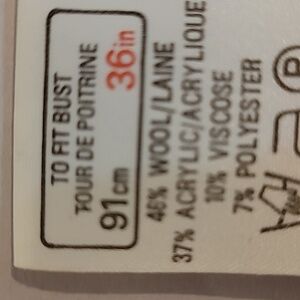 TO FIT BUST
TOUR DE POITRINE
91cm 36in
46% WOOL/LAINE
37% ACRYLIC/ACRYLIQUE
10% VISCOSE
7% POLYESTER
P